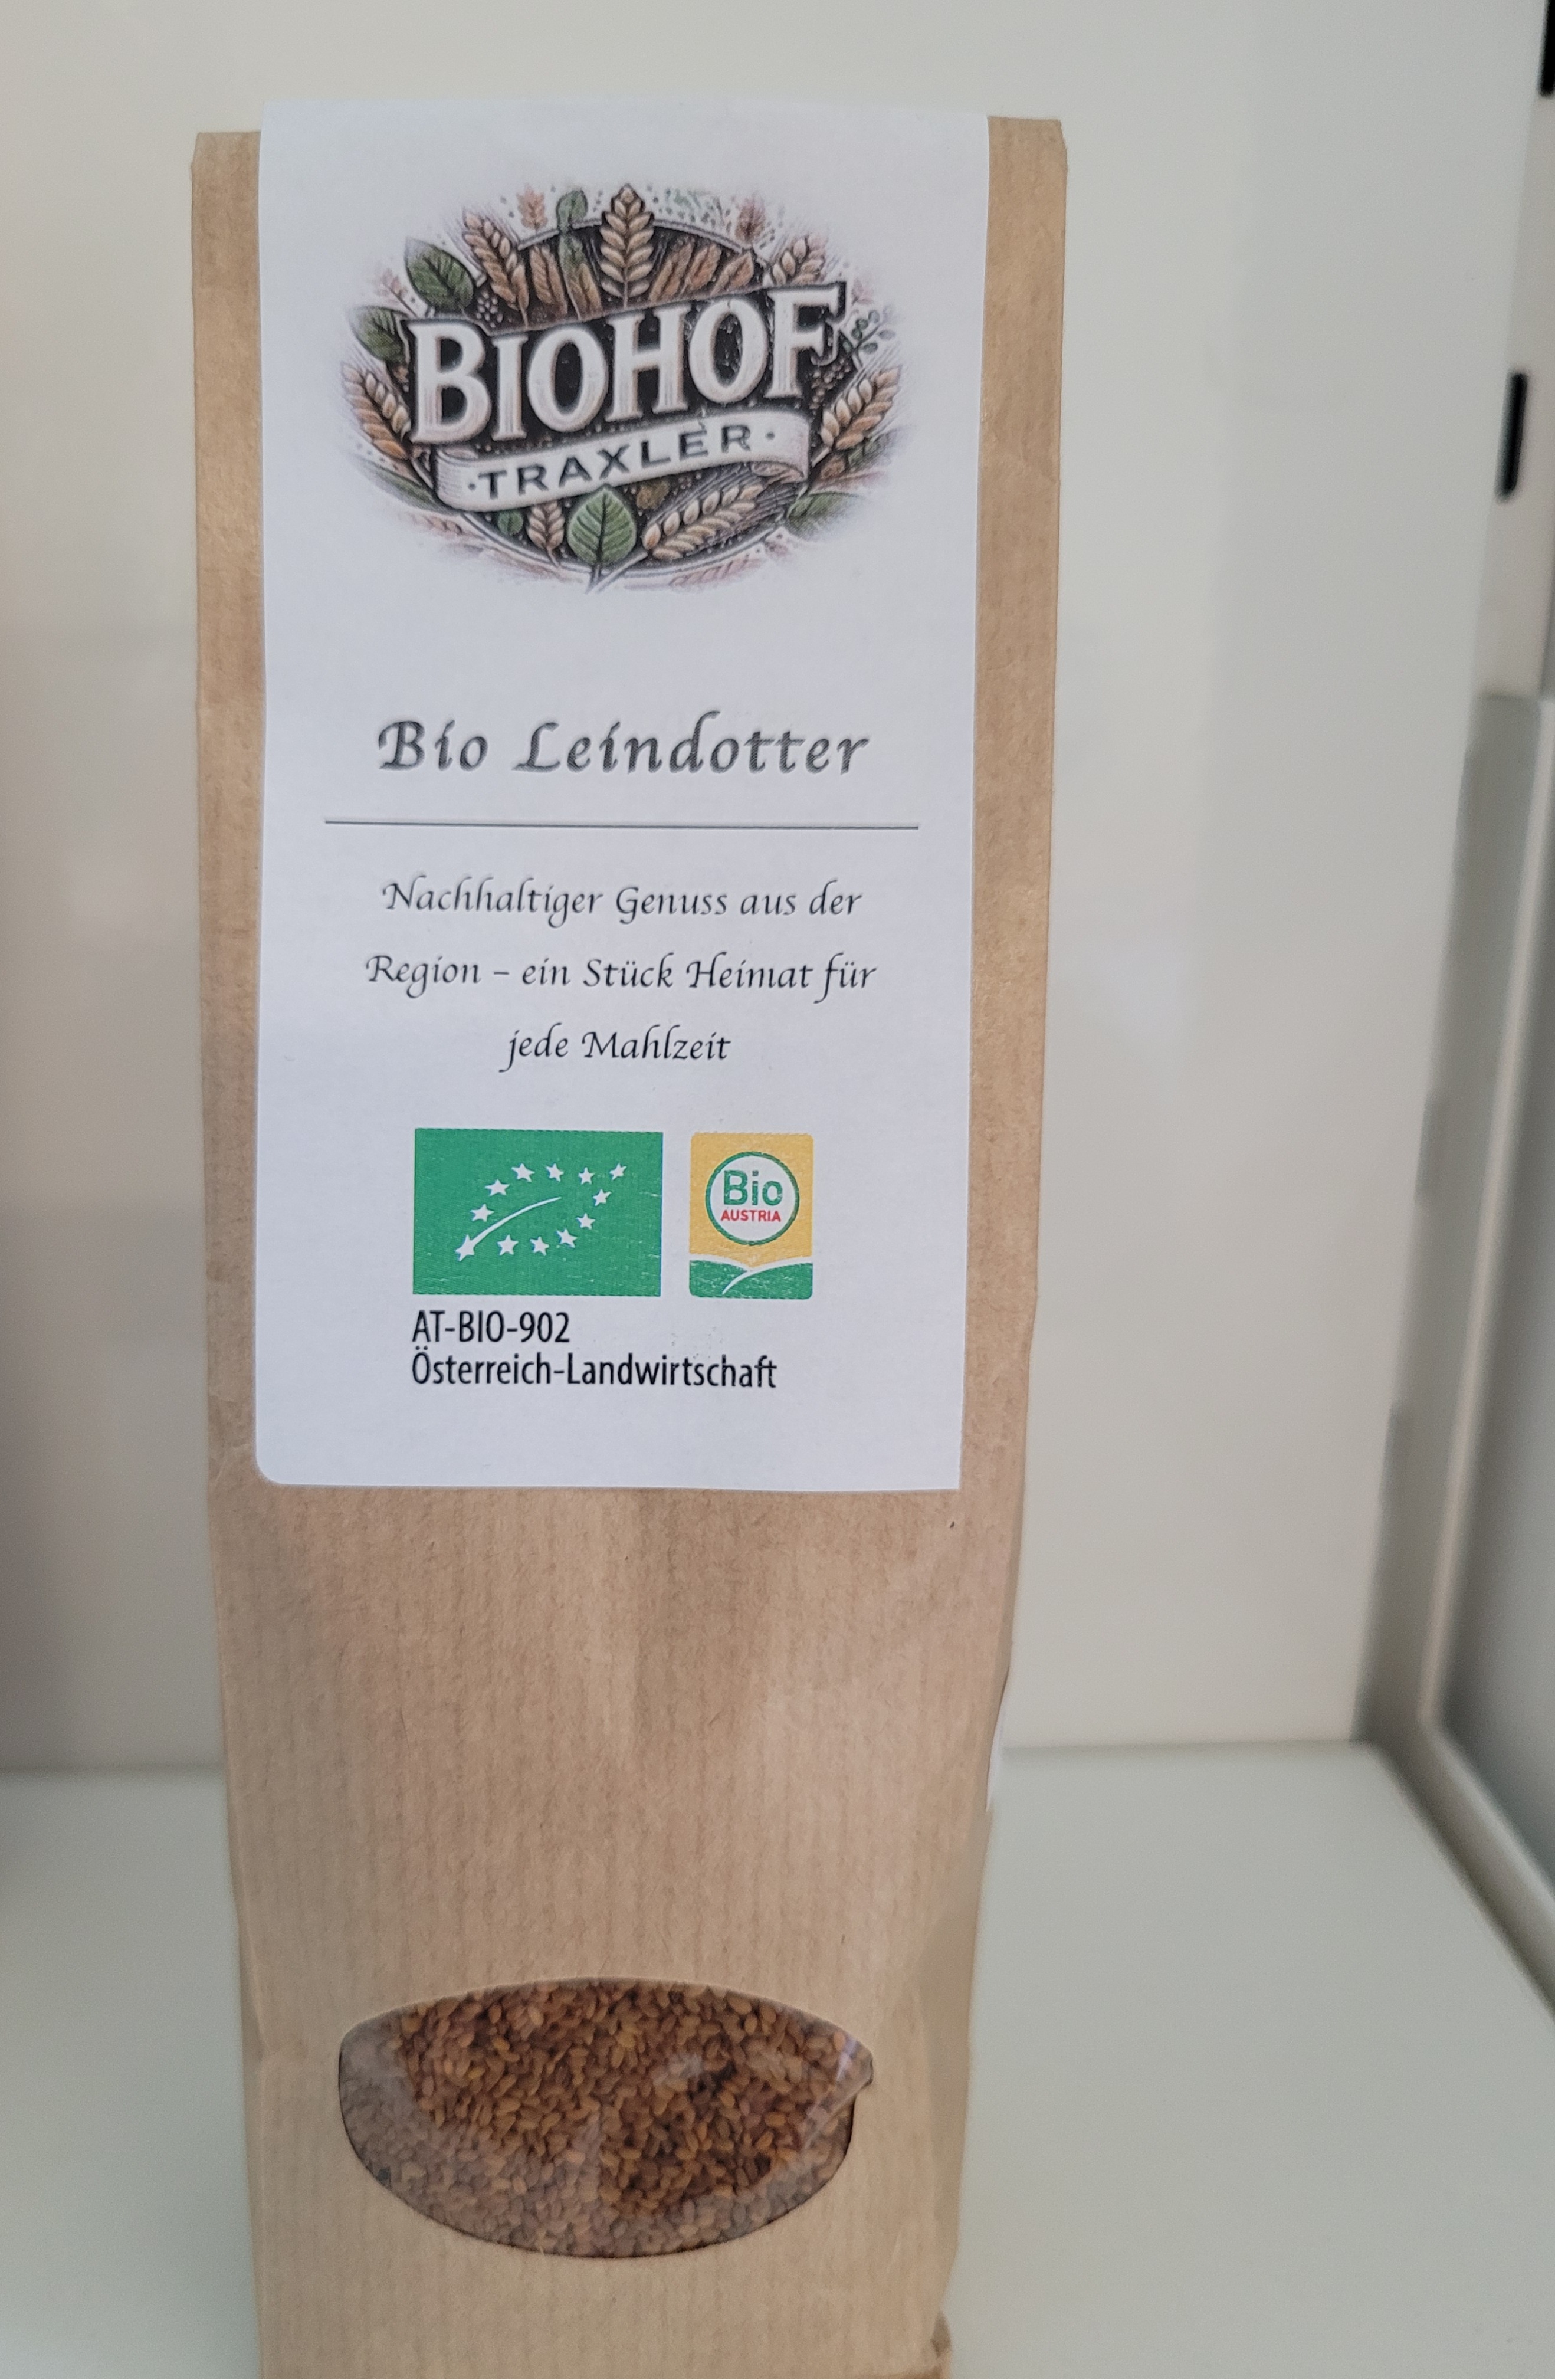 BIOHOF
·TRAXLER·
Bio Leindotter
Nachhaltiger Genuss aus der
Region – ein Stück Heimat für
jede Mahlzeit
Bio
AUSTRIA
AT-BIO-902
Österreich-Landwirtschaft